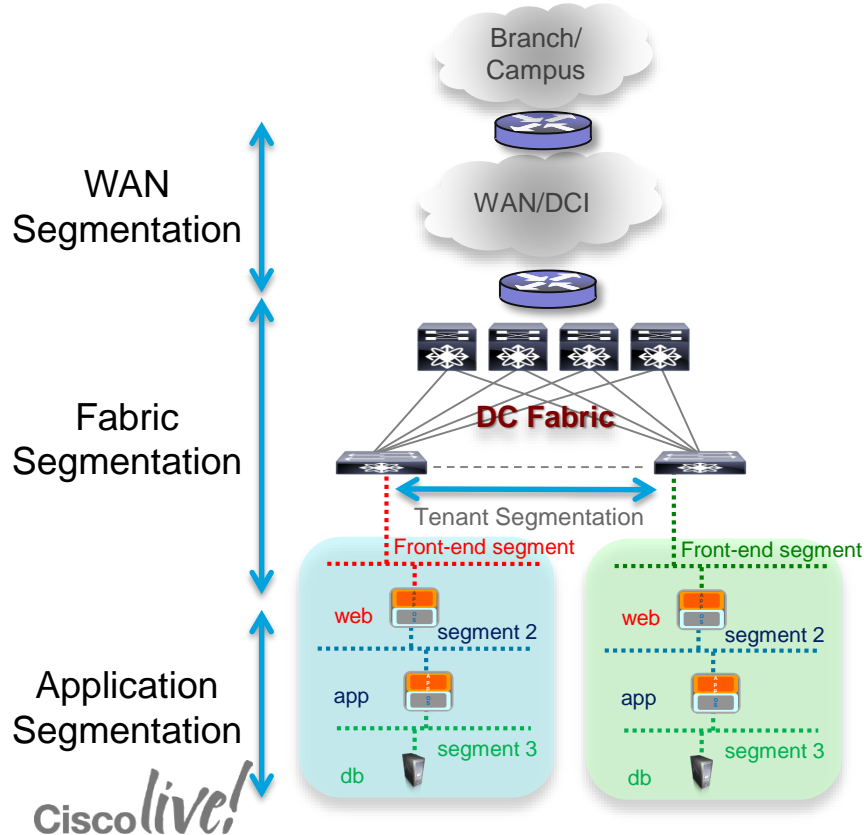 Branch/
Campus
WAN
Segmentation
WAN/DCI
Fabric
Segmentation
DC Fabric
Tenant Segmentation
Front-end segment
Front-end segment
web
segment 2
web
segment 2
Application
Segmentation
app
app
segment 3
segment 3
db
db
Cisco live!